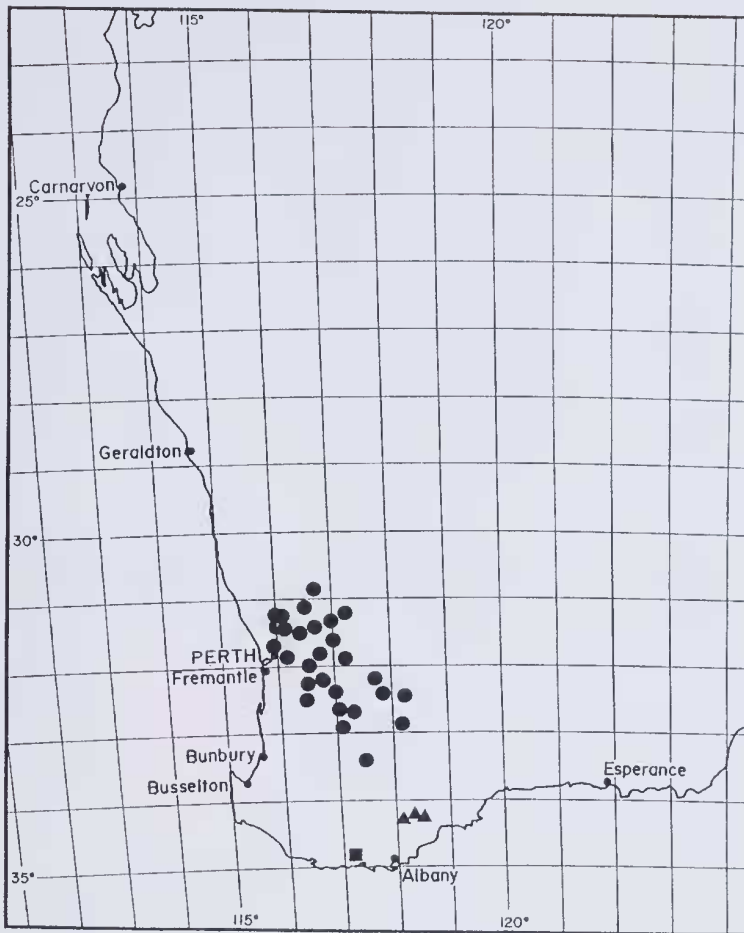 115°
120°
Carnarvon
25°
Geraldton
30°
PERTH
Fremantle
Bunbury
Busselton
Esperance
Albany
35°
115°
120°